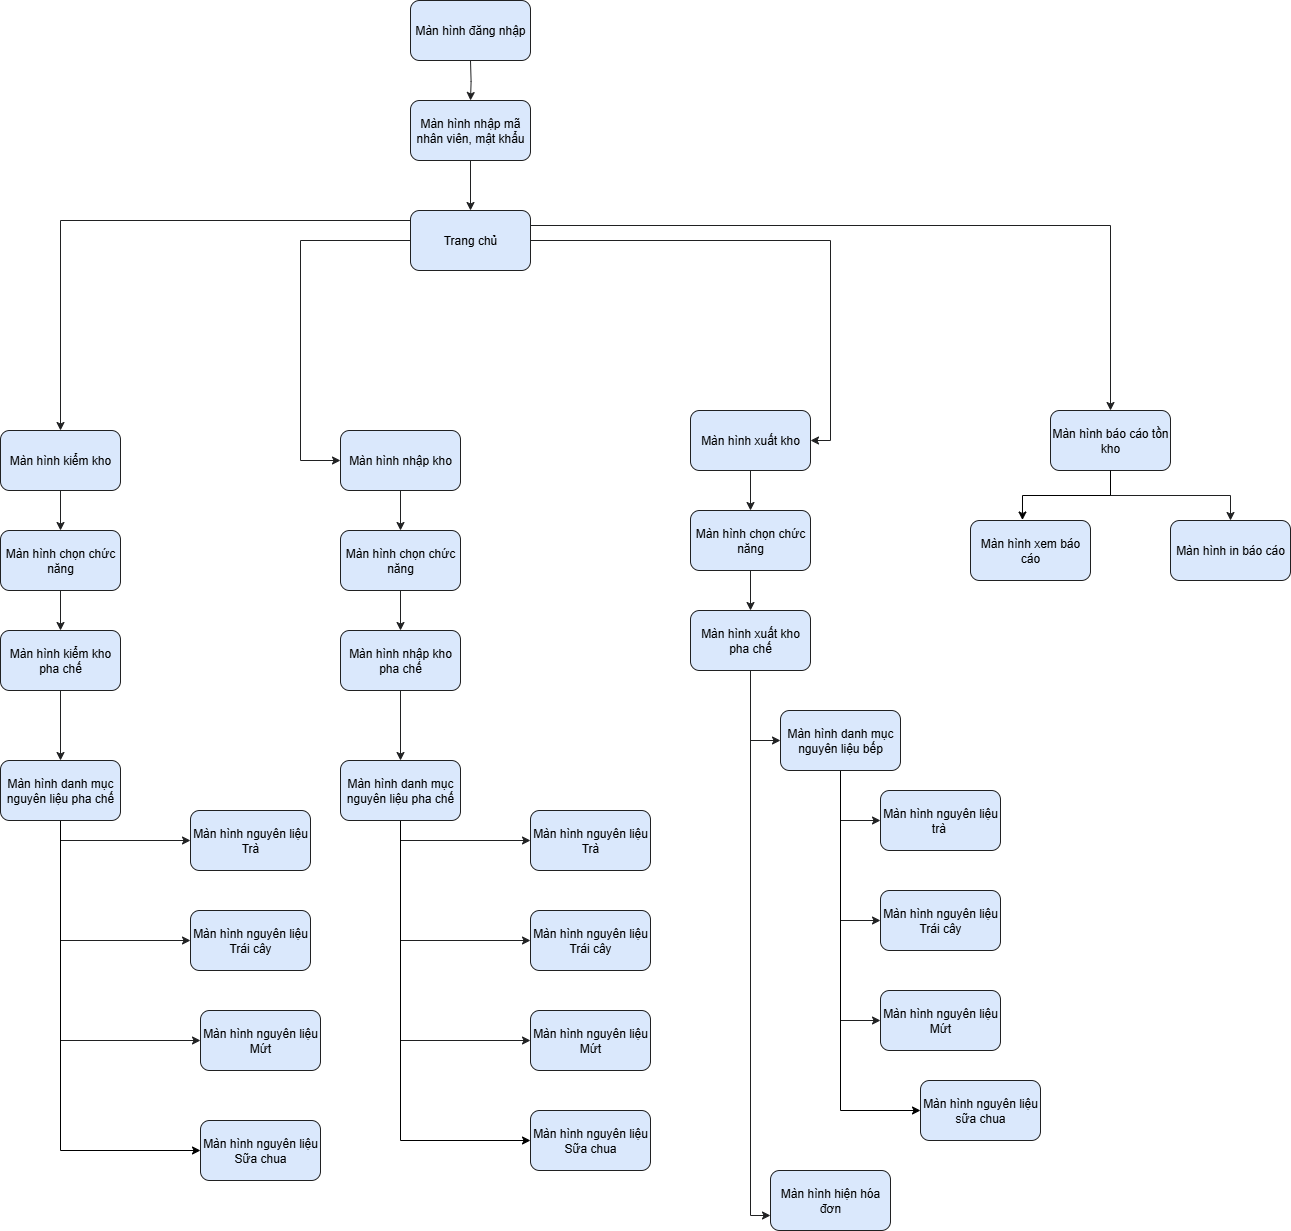 Màn hình đăng nhập
Màn hình nhập mã
nhân viên, mật khẩu
Trang chủ
Màn hình kiểm kho
Màn hình chọn chức
năng
Màn hình kiểm kho
pha chế
Màn hình danh mục
nguyên liệu pha chế
Màn hình nguyên liệu
Trà
Màn hình nguyên liệu
Trái cây
Màn hình nguyên liệu
Mứt
Màn hình nguyên liệu
Sữa chua
Màn hình nhập kho
Màn hình chọn chức
năng
Màn hình nhập kho
pha chế
Màn hình danh mục
nguyên liệu pha chế
Màn hình nguyên liệu
Trà
Màn hình nguyên liệu
Trái cây
Màn hình nguyên liệu
Mứt
Màn hình nguyên liệu
Sữa chua
Màn hình xuất kho
Màn hình chọn chức
năng
Màn hình xuất kho
pha chế
Màn hình danh mục
nguyên liệu bếp
Màn hình nguyên liệu
trà
Màn hình nguyên liệu
Trái cây
Màn hình nguyên liệu
Mứt
Màn hình nguyên liệu
sữa chua
Màn hình hiện hóa
đơn
Màn hình báo cáo tồn
kho
Màn hình xem báo
cáo
Màn hình in báo cáo